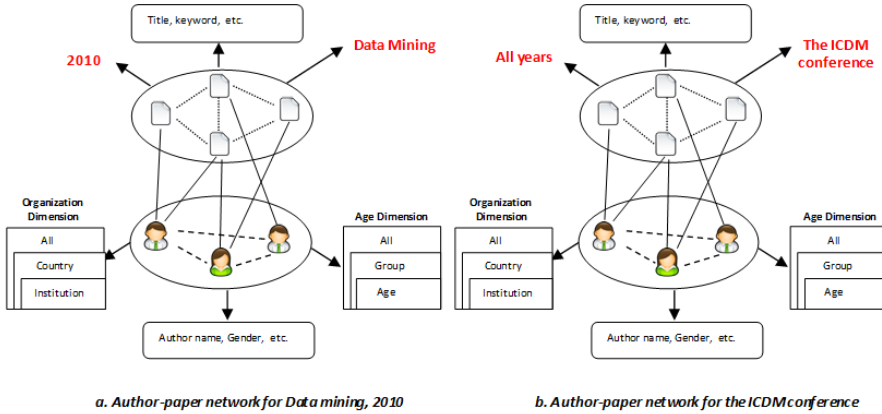 Title, keyword, etc.
2010
Data Mining
Organization
Dimension
All
Country
Institution
Age Dimension
All
Group
Age
Author name, Gender, etc.
a. Author-paper network for Data mining, 2010
Title, keyword, etc.
All years
The ICDM
conference
Organization
Dimension
All
Country
Institution
Age Dimension
All
Group
Age
Author name, Gender, etc.
b. Author-paper network for the ICDM conference